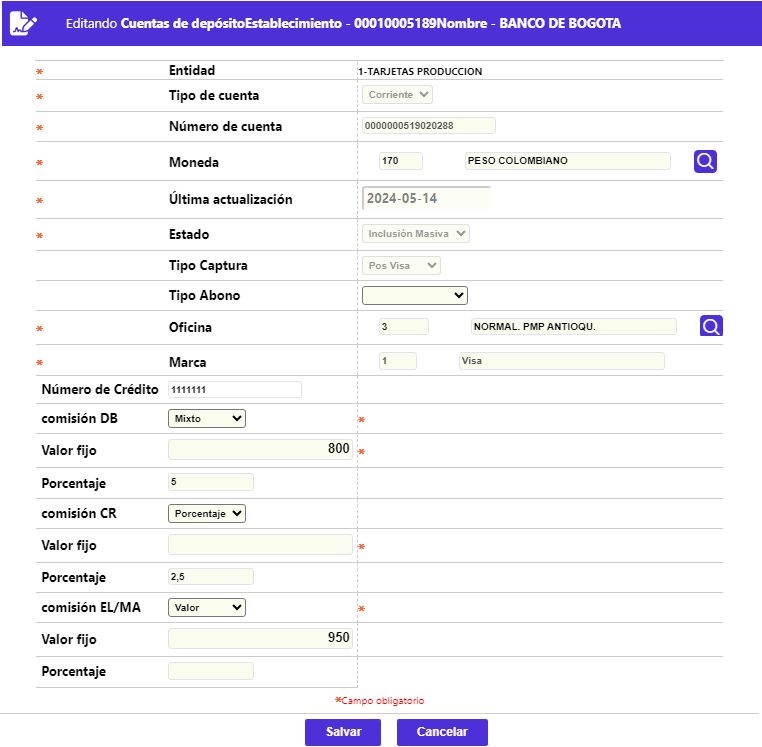 Editando Cuentas de depósitoEstablecimiento - 00010005189Nombre - BANCO DE BOGOTA
* Entidad 1-TARJETAS PRODUCCION
* Tipo de cuenta Corriente
* Número de cuenta 0000000519020288
* Moneda 170 PESO COLOMBIANO
* Última actualización 2024-05-14
* Estado Inclusión Masiva
Tipo Captura Pos Visa
Tipo Abono
* Oficina 3 NORMAL. PMP ANTIOQU.
* Marca 1 Visa
Número de Crédito 1111111
comisión DB Mixto *
Valor fijo 800 *
Porcentaje 5
comisión CR Porcentaje
Valor fijo *
Porcentaje 2,5
comisión EL/MA Valor *
Valor fijo 950
Porcentaje
*Campo obligatorio
Salvar Cancelar